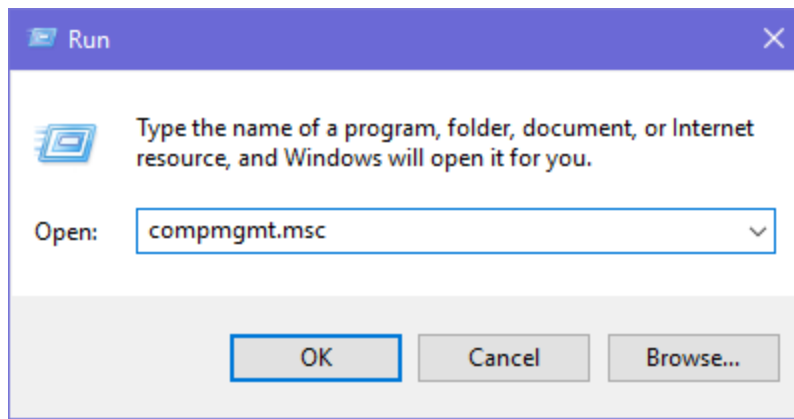 Run
Type the name of a program, folder, document, or Internet
resource, and Windows will open it for you.
Open: compmgmt.msc
OK Cancel Browse...